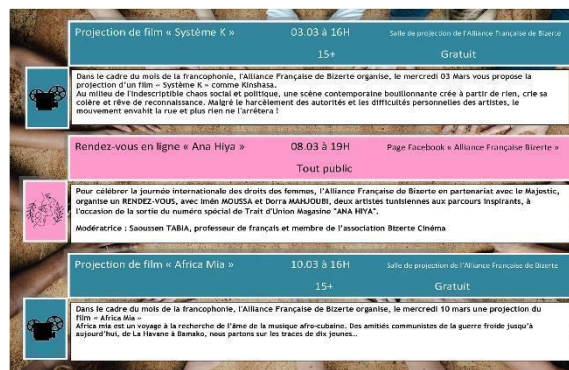 Projection de film « Système K » 03.03 à 16H Salle de projection de l'Alliance Française de Bizerte
15+ Gratuit
Dans le cadre du mois de la francophonie, l'Alliance Française de Bizerte organise, le mercredi 03 Mars vous propose la
projection d'un film « Système K » comme Kinshasa.
Au milieu de l'indescriptible chaos social et politique, une scène contemporaine bouillonnante crée à partir de rien, crie sa
colère et rêve de reconnaissance. Malgré le harcèlement des autorités et les difficultés personnelles des artistes, le
mouvement envahit la rue et plus rien ne l'arrêtera !
Rendez-vous en ligne « Ana Hiya » 08.03 à 19H Page Facebook « Alliance Française Bizerte »
Tout public
Pour célébrer la journée internationale des droits des femmes, l'Alliance Française de Bizerte en partenariat avec le Majestic,
organise un RENDEZ-VOUS, avec Imén MOUSSA et Dorra MAHJOUBI, deux artistes tunisiennes aux parcours inspirants, à
l'occasion de la sortie du numéro spécial de Trait d'Union Magasine "ANA HIYA".
Modératrice : Saoussen TABIA, professeur de français et membre de l'association Bizerte Cinéma
Projection de film « Africa Mia » 10.03 à 16H Salle de projection de l'Alliance Française de Bizerte
15+ Gratuit
Dans le cadre du mois de la francophonie, l'Alliance Française de Bizerte organise, le mercredi 10 mars une projection du
film « Africa Mia »
Africa mia est un voyage à la recherche de l'âme de la musique afro-cubaine. Des amitiés communistes de la guerre froide jusqu'à
aujourd'hui, de La Havane à Bamako, nous partons sur les traces de dix jeunes…